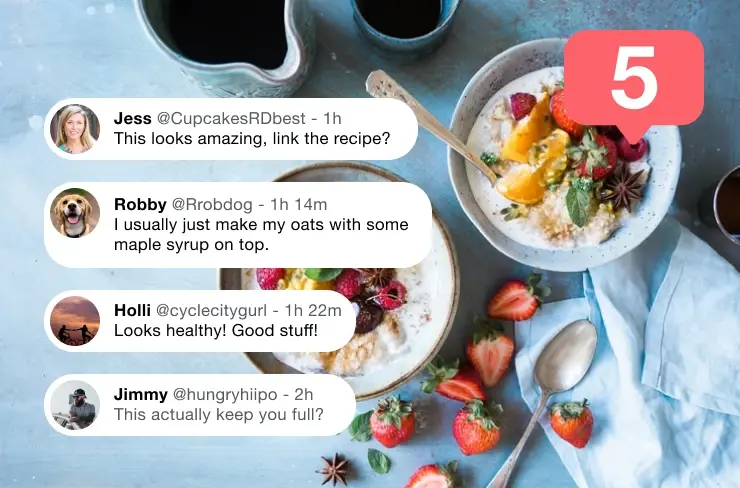 5
Jess @CupcakesRDbest - 1h
This looks amazing, link the recipe?
Robby @Rrobdog - 1h 14m
I usually just make my oats with some
maple syrup on top.
Holli @cyclecitygurl - 1h 22m
Looks healthy! Good stuff!
Jimmy @hungryhiipo - 2h
This actually keep you full?